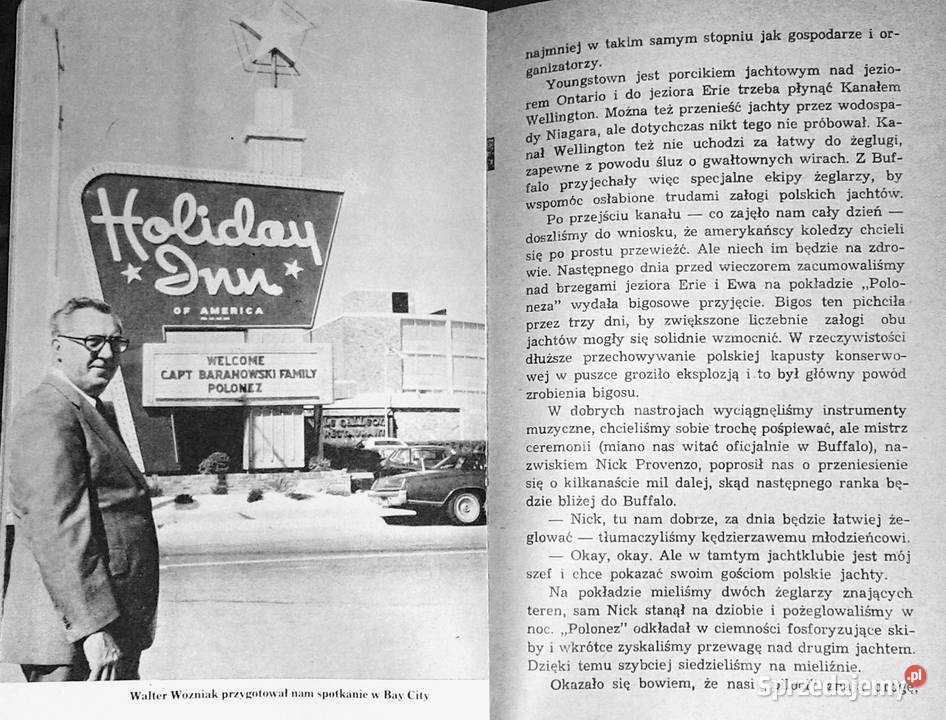 Holiday
Inn
OF AMERICA
WELCOME
CAPT BARANOWSKI FAMILY
POLONEZ
RESTAURANT
Walter Wozniak przygotował nam spotkanie w Bay City
najmniej w takim samym stopniu jak gospodarze i or-
ganizatorzy.
Youngstown jest porcikiem jachtowym nad jezio-
rem Ontario i do jeziora Erie trzeba płynąć Kanałem
Wellington. Można też przenieść jachty przez wodospa-
dy Niagara, ale dotychczas nikt tego nie próbował. Ka-
nał Wellington też nie uchodzi za łatwy do żeglugi,
zapewne z powodu śluz o gwałtownych wirach. Z Buf-
falo przyjechały więc specjalne ekipy żeglarzy, by
wspomóc osłabione trudami załogi polskich jachtów.
Po przejściu kanału — co zajęło nam cały dzień —
doszliśmy do wniosku, że amerykańscy koledzy chcieli
się po prostu przewieźć. Ale niech im będzie na zdro-
wie. Następnego dnia przed wieczorem zacumowaliśmy
nad brzegami jeziora Erie i Ewa na pokładzie „Polo-
neza" wydała bigosowe przyjęcie. Bigos ten pichciła
przez trzy dni, by zwiększone liczebnie załogi obu
jachtów mogły się solidnie wzmocnić. W rzeczywistości
dłuższe przechowywanie polskiej kapusty konserwo-
wej w puszce groziło eksplozją i to był główny powód
zrobienia bigosu.
W dobrych nastrojach wyciągnęliśmy instrumenty
muzyczne, chcieliśmy sobie trochę pośpiewać, ale mistrz
ceremonii (miano nas witać oficjalnie w Buffalo), na-
zwiskiem Nick Provenzo, poprosił nas o przeniesienie
się o kilkanaście mil dalej, skąd następnego ranka bę-
dzie bliżej do Buffalo.
— Nick, tu nam dobrze, za dnia będzie łatwiej że-
glować — tłumaczyliśmy kędzierzawemu młodzieńcowi.
— Okay, okay. Ale w tamtym jachtklubie jest mój
szef i chce pokazać swoim gościom polskie jachty.
Na pokładzie mieliśmy dwóch żeglarzy znających
teren, sam Nick stanął na dziobie i pożeglowaliśmy w
noc. „Polonez" odkładał w ciemności fosforyzujące ski-
by i wkrótce zyskaliśmy przewagę nad drugim jachtem.
Dzięki temu szybciej siedzieliśmy na mieliźnie.
Okazało się bowiem, że nasi
Sprzedajemy.pl